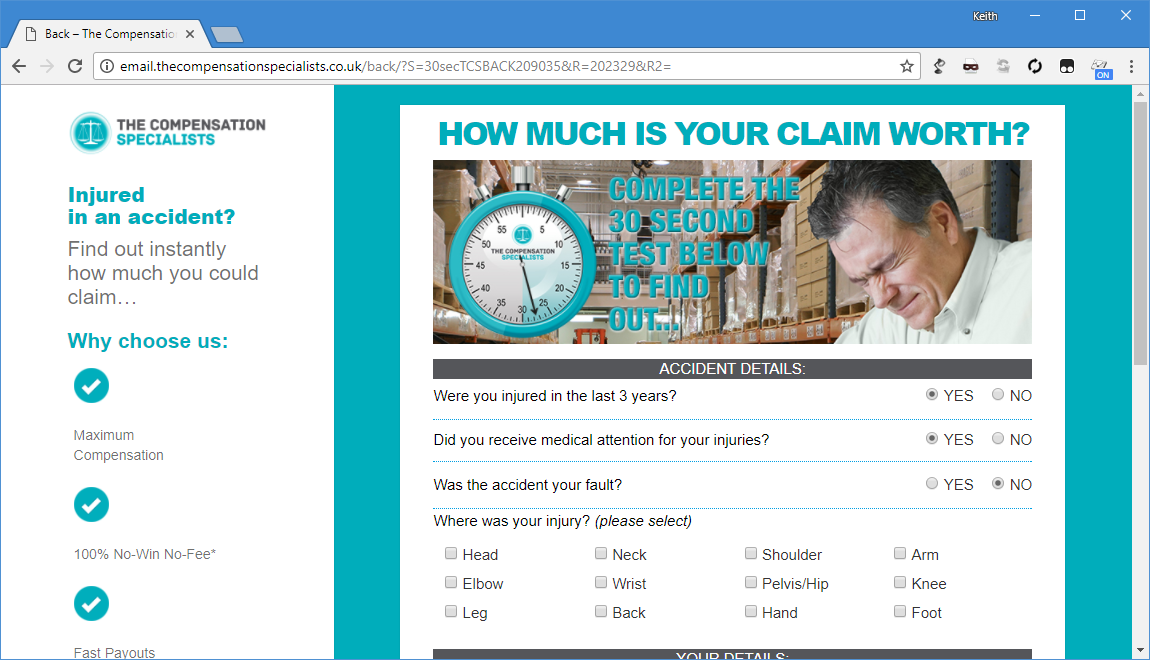 Keith
Back – The Compensatio
email.thecompensationspecialists.co.uk/back/?S=30secTCSBACK209035&R=202329&R2=
ON
THE COMPENSATION
SPECIALISTS
Injured
in an accident?
Find out instantly
how much you could
claim…
Why choose us:
Maximum
Compensation
100% No-Win No-Fee*
Fast Payouts
HOW MUCH IS YOUR CLAIM WORTH?
55 5
50 10
45 15
40 20
35 25
30
THE COMPENSATION
SPECIALISTS
COMPLETE THE
30 SECOND
TEST BELOW
TO FIND
OUT...
ACCIDENT DETAILS:
Were you injured in the last 3 years? YES NO
Did you receive medical attention for your injuries? YES NO
Was the accident your fault? YES NO
Where was your injury? (please select)
Head Neck Shoulder Arm
Elbow Wrist Pelvis/Hip Knee
Leg Back Hand Foot
YOUR DETAILS: